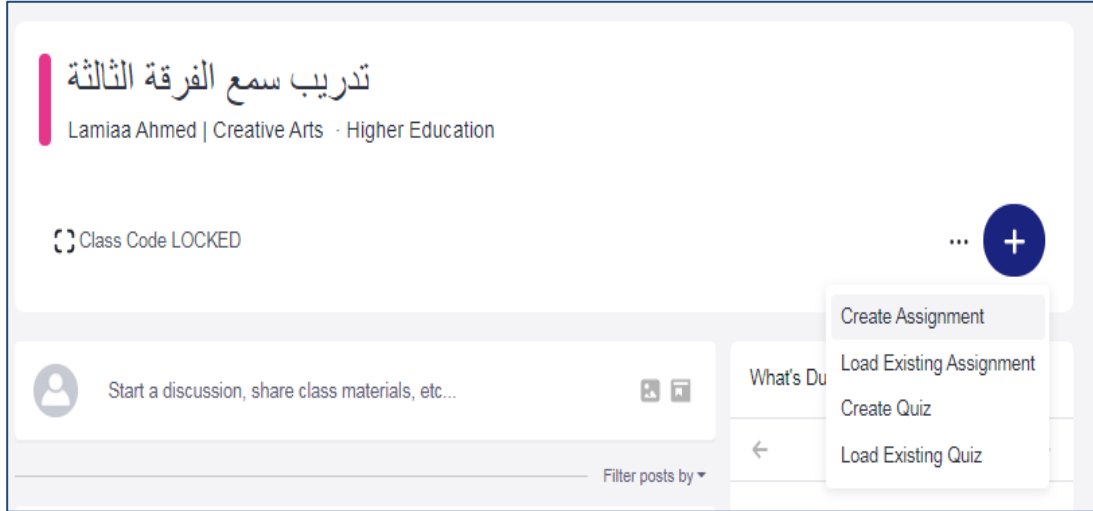 تدريب سمع الفرقة الثالثة
Lamiaa Ahmed | Creative Arts · Higher Education
Class Code LOCKED
Create Assignment
Load Existing Assignment
Create Quiz
Load Existing Quiz
Start a discussion, share class materials, etc...
What's Du
Filter posts by